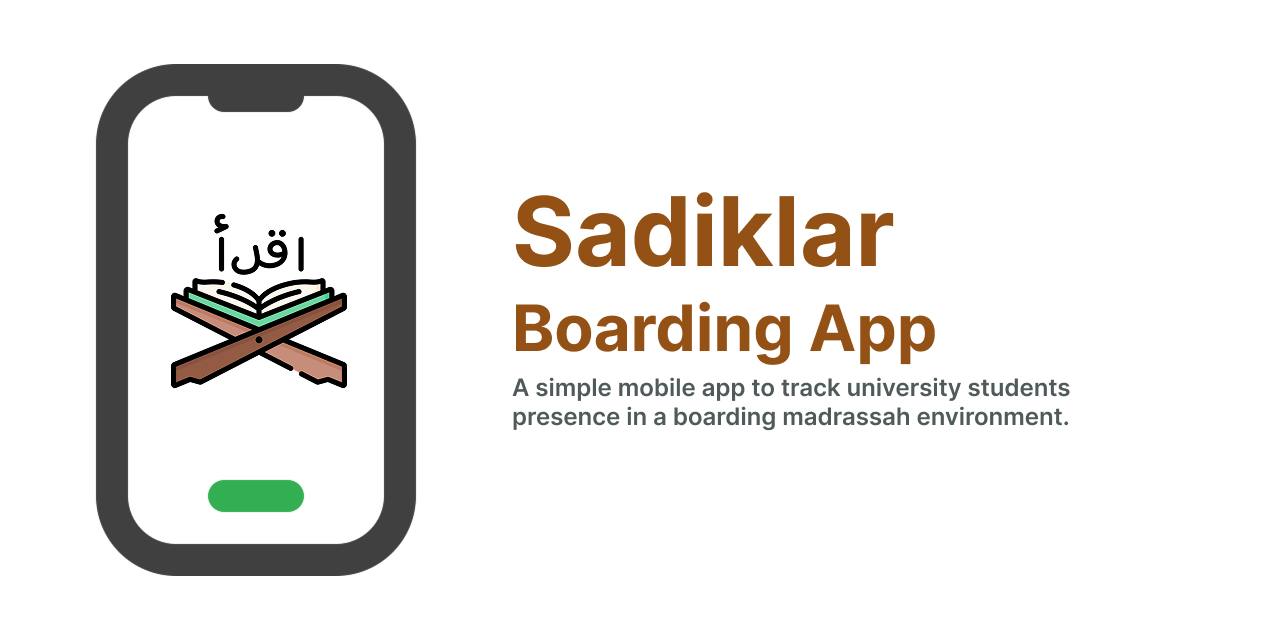 اقرأ
Sadiklar
Boarding App
A simple mobile app to track university students
presence in a boarding madrassah environment.